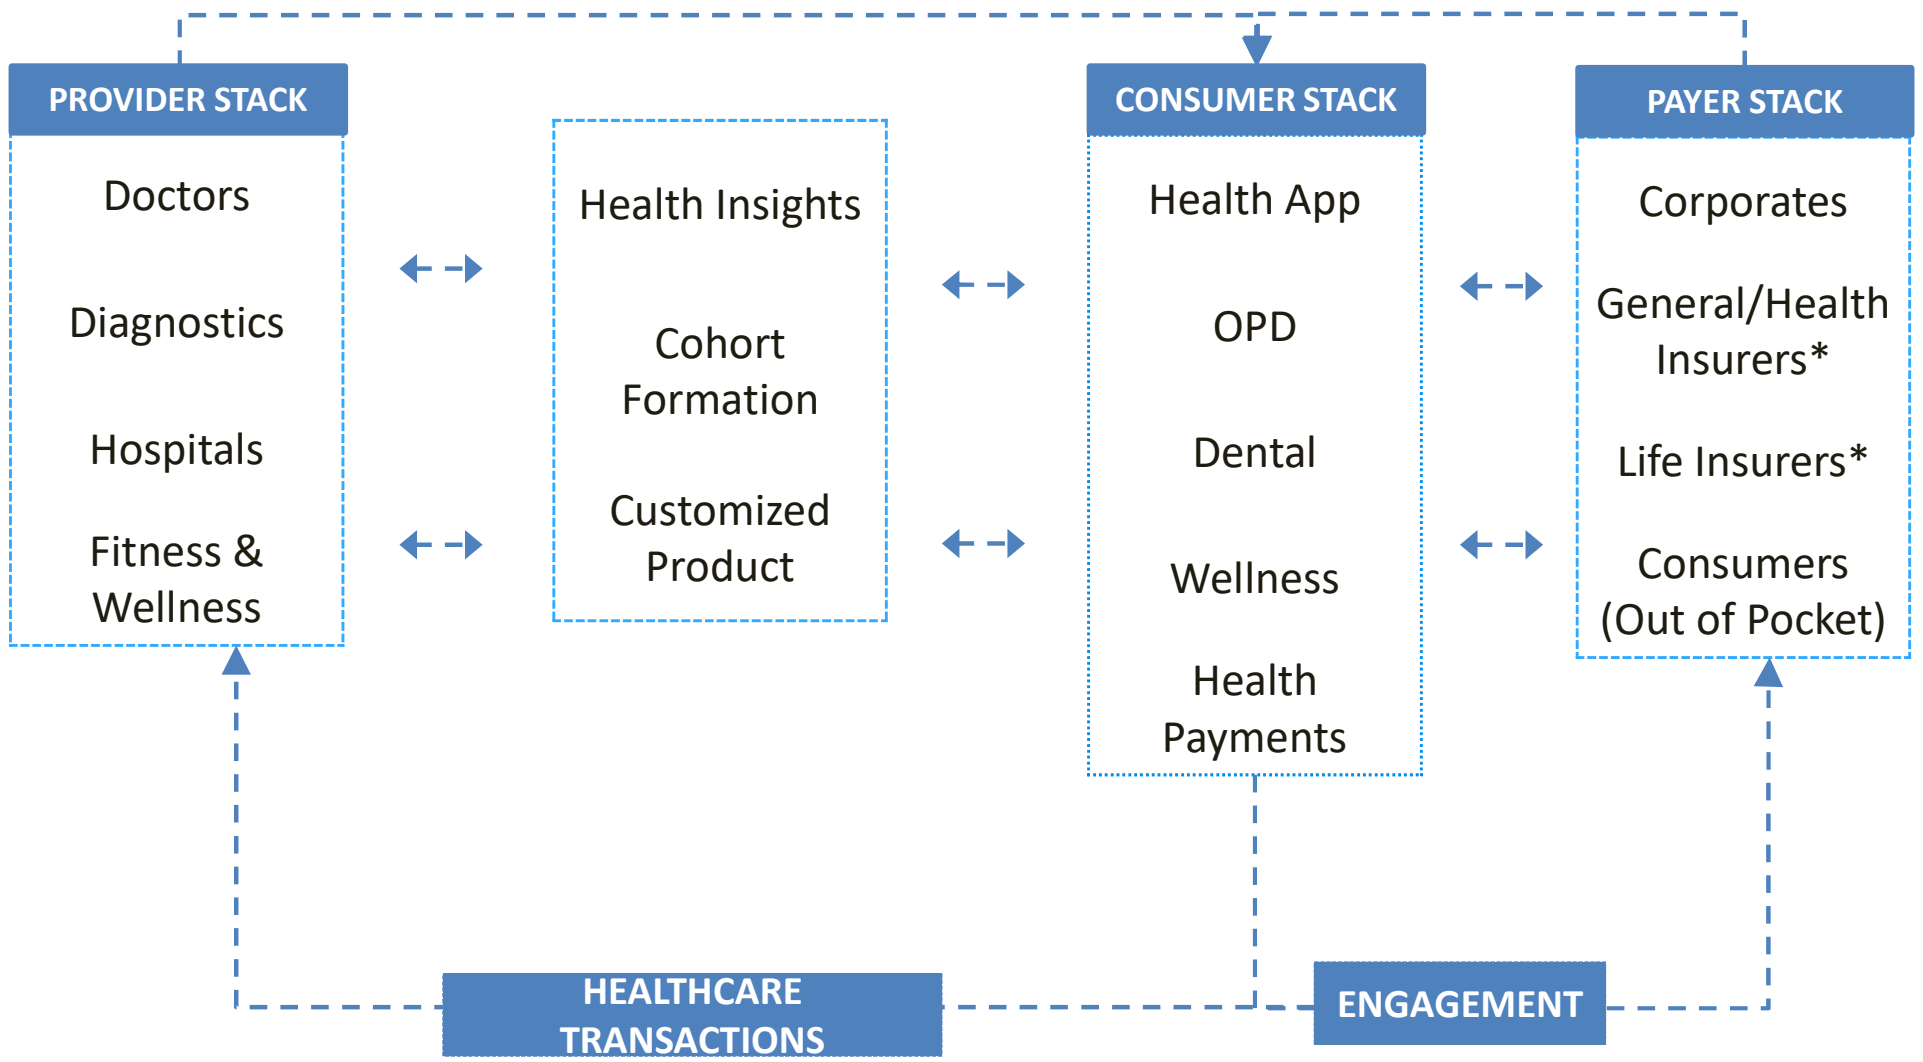 PROVIDER STACK
Doctors
Diagnostics
Hospitals
Fitness &
Wellness
Health Insights
Cohort
Formation
Customized
Product
CONSUMER STACK
Health App
OPD
Dental
Wellness
Health
Payments
PAYER STACK
Corporates
General/Health
Insurers*
Life Insurers*
Consumers
(Out of Pocket)
HEALTHCARE
TRANSACTIONS
ENGAGEMENT